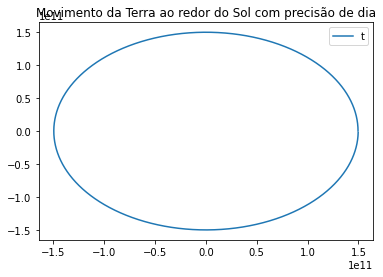 Movimento da Terra ao redor do Sol com precisão de dia
1e11
t
1.5
1.0
0.5
0.0
−0.5
−1.0
−1.5
−1.5 −1.0 −0.5 0.0 0.5 1.0 1.5
1e11